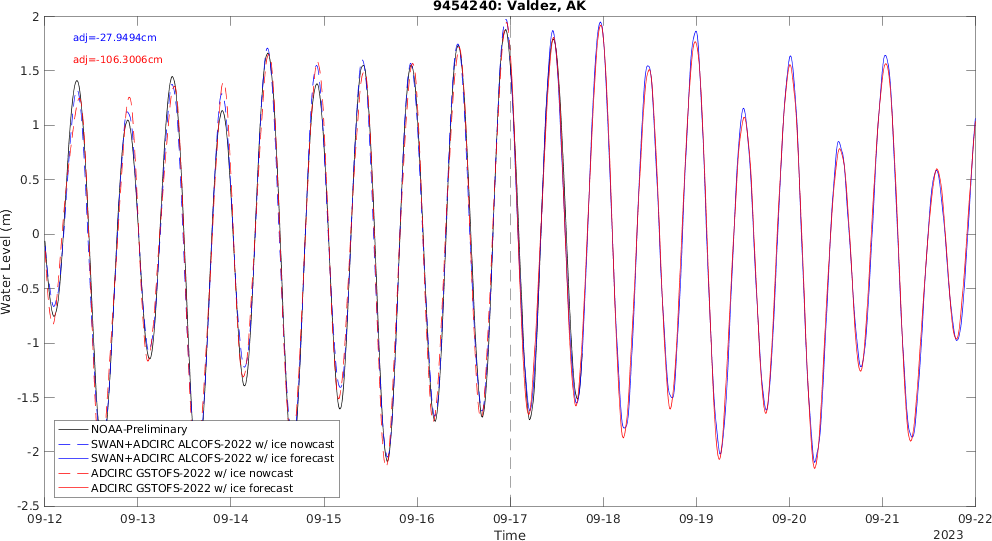 9454240: Valdez, AK
adj=-27.9494cm
adj=-106.3006cm
2
1.5
1
0.5
0
-0.5
-1
-1.5
-2
-2.5
Water Level (m)
NOAA-Preliminary
SWAN+ADCIRC ALCOFS-2022 w/ ice nowcast
SWAN+ADCIRC ALCOFS-2022 w/ ice forecast
ADCIRC GSTOFS-2022 w/ ice nowcast
ADCIRC GSTOFS-2022 w/ ice forecast
09-12 09-13 09-14 09-15 09-16 09-17 09-18 09-19 09-20 09-21 09-22
Time
2023